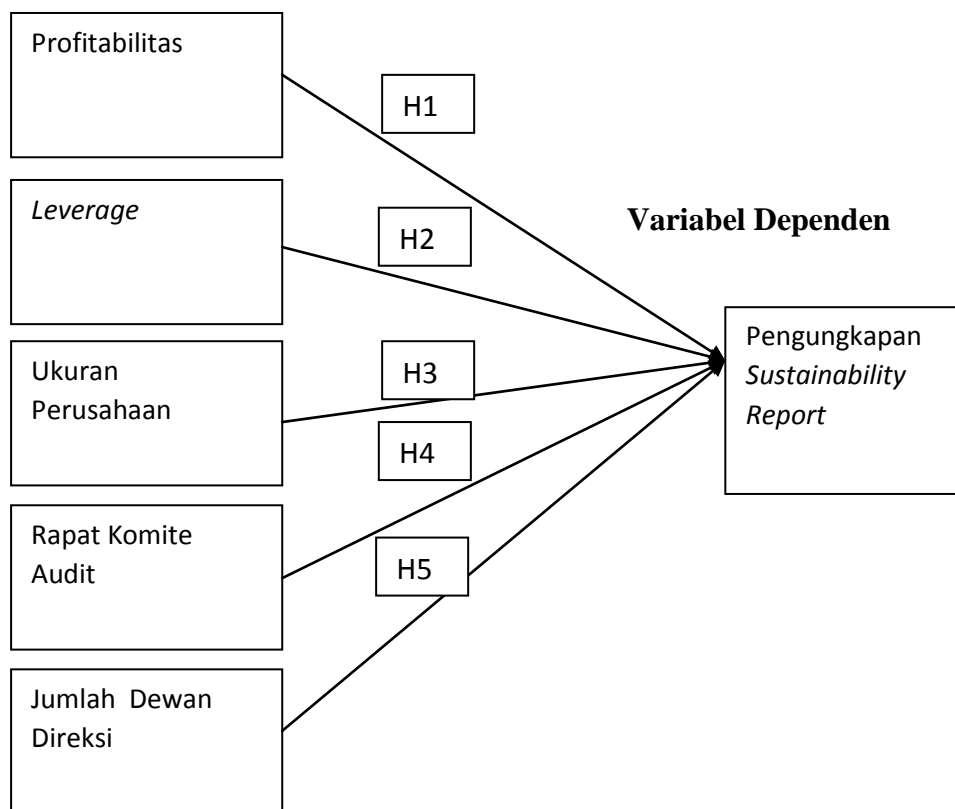 Profitabilitas
H1
Leverage
H2
Variabel Dependen
Pengungkapan
Sustainability
Report
Ukuran
Perusahaan
H3
H4
Rapat Komite
Audit
H5
Jumlah Dewan
Direksi